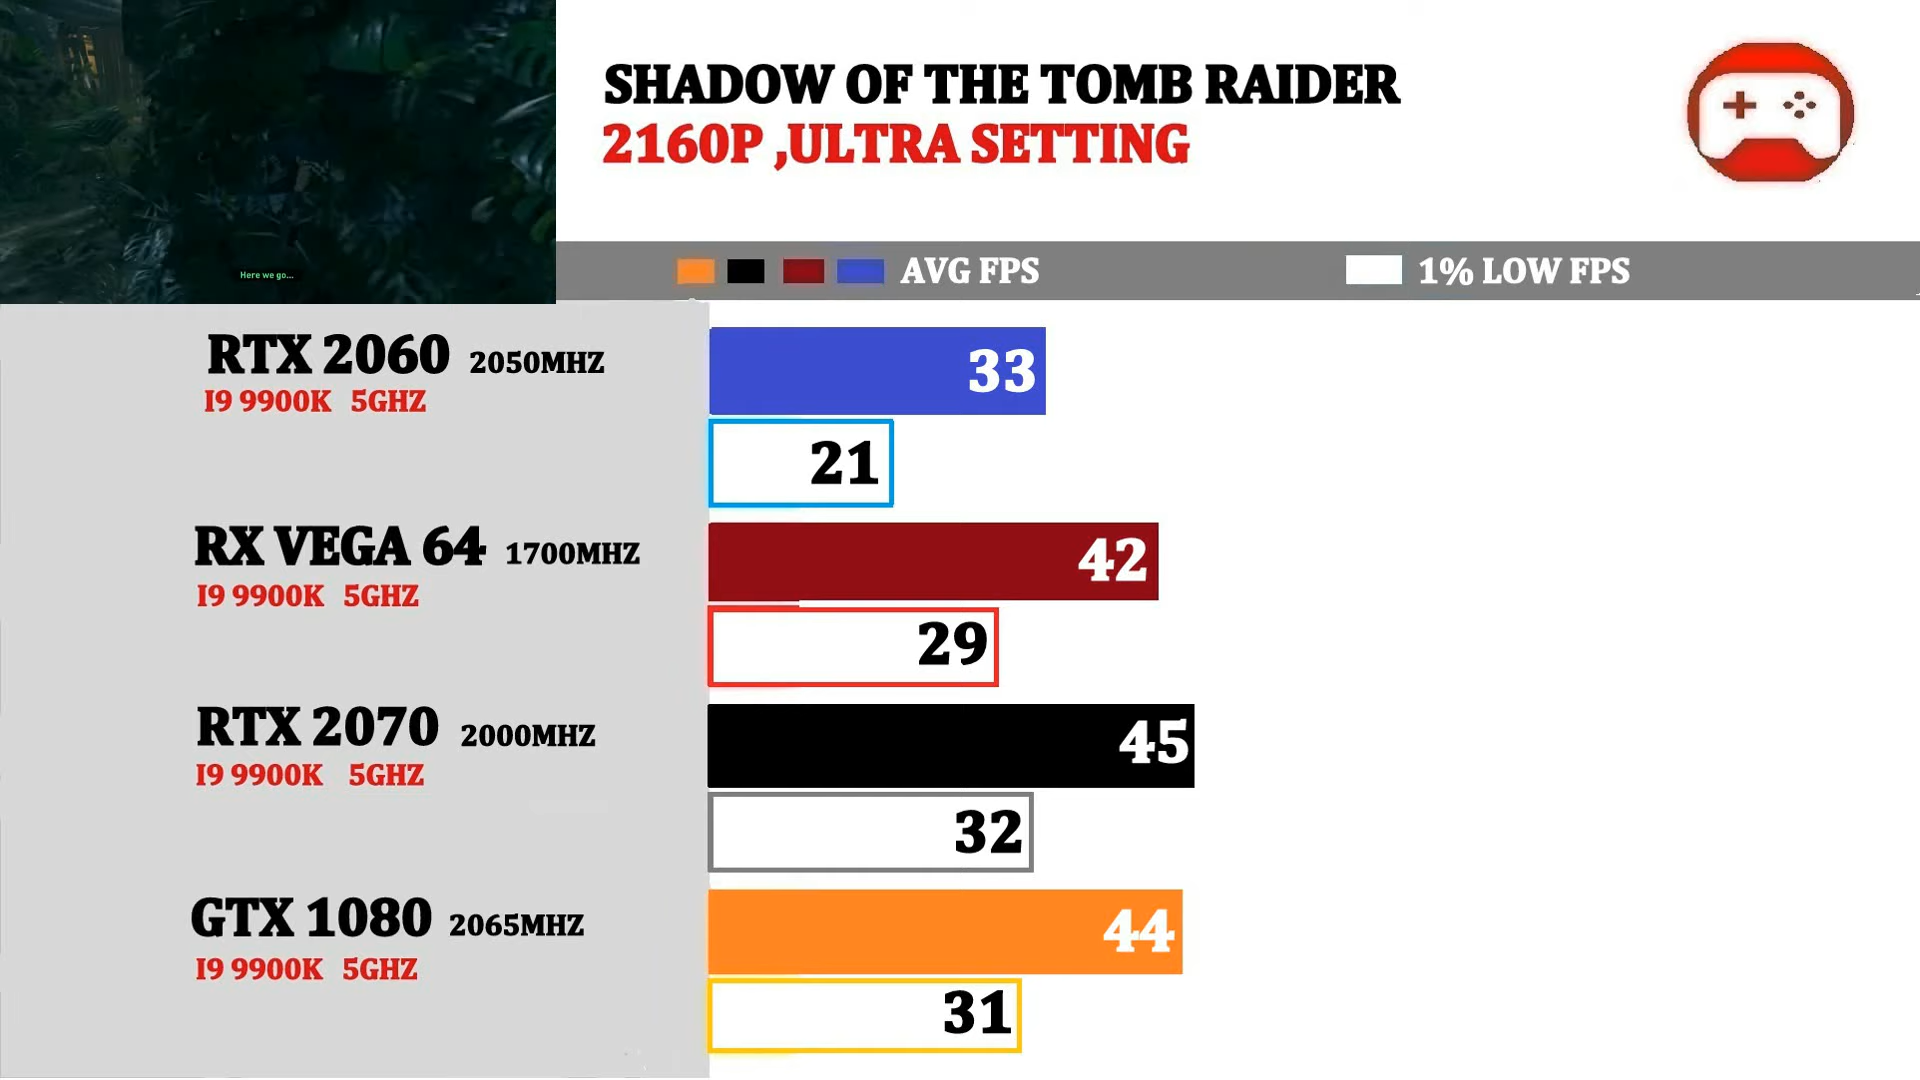 SHADOW OF THE TOMB RAIDER
2160P ,ULTRA SETTING
Here we go...
AVG FPS
1% LOW FPS
RTX 2060 2050MHZ
I9 9900K 5GHZ
33
21
RX VEGA 64 1700MHZ
I9 9900K 5GHZ
42
29
RTX 2070 2000MHZ
I9 9900K 5GHZ
45
32
GTX 1080 2065MHZ
I9 9900K 5GHZ
44
31